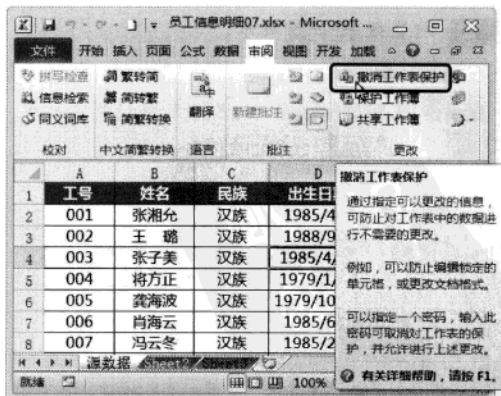 员工信息明细07.xlsx - Microsoft ...
文件 开始 插入 页面 公式 数据 审阅 视图 开发 加载
拼写检查 繁转简 撤消工作表保护
信息检索 简转繁 翻译 新建批注 保护工作簿
同义词库 简繁转换 共享工作簿
校对 中文简繁转换 语言 批注 更改
A B C D
1 工号 姓名 民族 出生日
2 001 张湘允 汉族 1985/4
3 002 王 璐 汉族 1988/9
4 003 张子美 汉族 1985/4/
5 004 将方正 汉族 1979/1/
6 005 龚海波 汉族 1979/10
7 006 肖海云 汉族 1985/6
8 007 冯云冬 汉族 1985/2
撤消工作表保护
通过指定可以更改的信息，
可防止对工作表中的数据进
行不需要的更改。
例如，可以防止编辑锁定的
单元格，或更改文档格式。
可以指定一个密码，输入此
密码可取消对工作表的保
护，并允许进行上述更改。
有关详细帮助，请按 F1。
源数据 Sheet2 Sheet3
就绪 100%